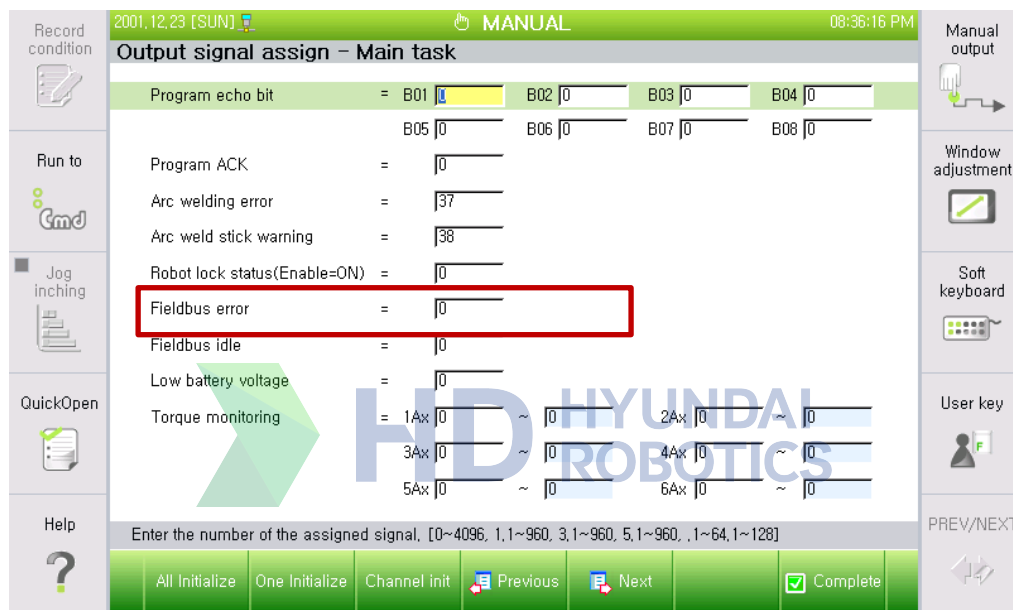 2001.12.23 [SUN] MANUAL 08:36:16 PM
Output signal assign - Main task
Record condition
Run to
Cmd
Jog inching
QuickOpen
Help
Program echo bit = B01 0 B02 0 B03 0 B04 0
B05 0 B06 0 B07 0 B08 0
Program ACK = 0
Arc welding error = 37
Arc weld stick warning = 38
Robot lock status(Enable=ON) = 0
Fieldbus error = 0
Fieldbus idle = 0
Low battery voltage = 0
Torque monitoring = 1Ax 0 ~ 0 2Ax 0 ~ 0
3Ax 0 ~ 0 4Ax 0 ~ 0
5Ax 0 ~ 0 6Ax 0 ~ 0
HD HYUNDAI
ROBOTICS
Enter the number of the assigned signal, [0~4096, 1.1~960, 3.1~960, 5.1~960, .1~64.1~128]
All Initialize One Initialize Channel init Previous Next Complete
Manual output
Window adjustment
Soft keyboard
User key
F
PREV/NEXT